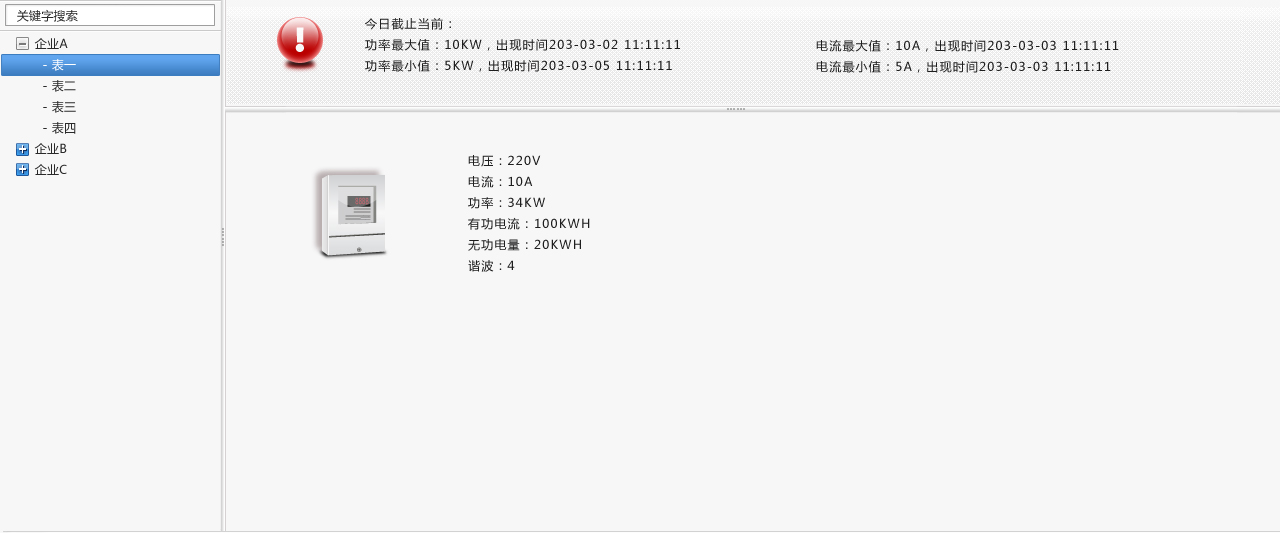 关键字搜索
企业A
- 表一
- 表二
- 表三
- 表四
企业B
企业C
今日截止当前：
功率最大值：10KW，出现时间203-03-02 11:11:11
功率最小值：5KW，出现时间203-03-05 11:11:11
电流最大值：10A，出现时间203-03-03 11:11:11
电流最小值：5A，出现时间203-03-03 11:11:11
电压：220V
电流：10A
功率：34KW
有功电流：100KWH
无功电量：20KWH
谐波：4